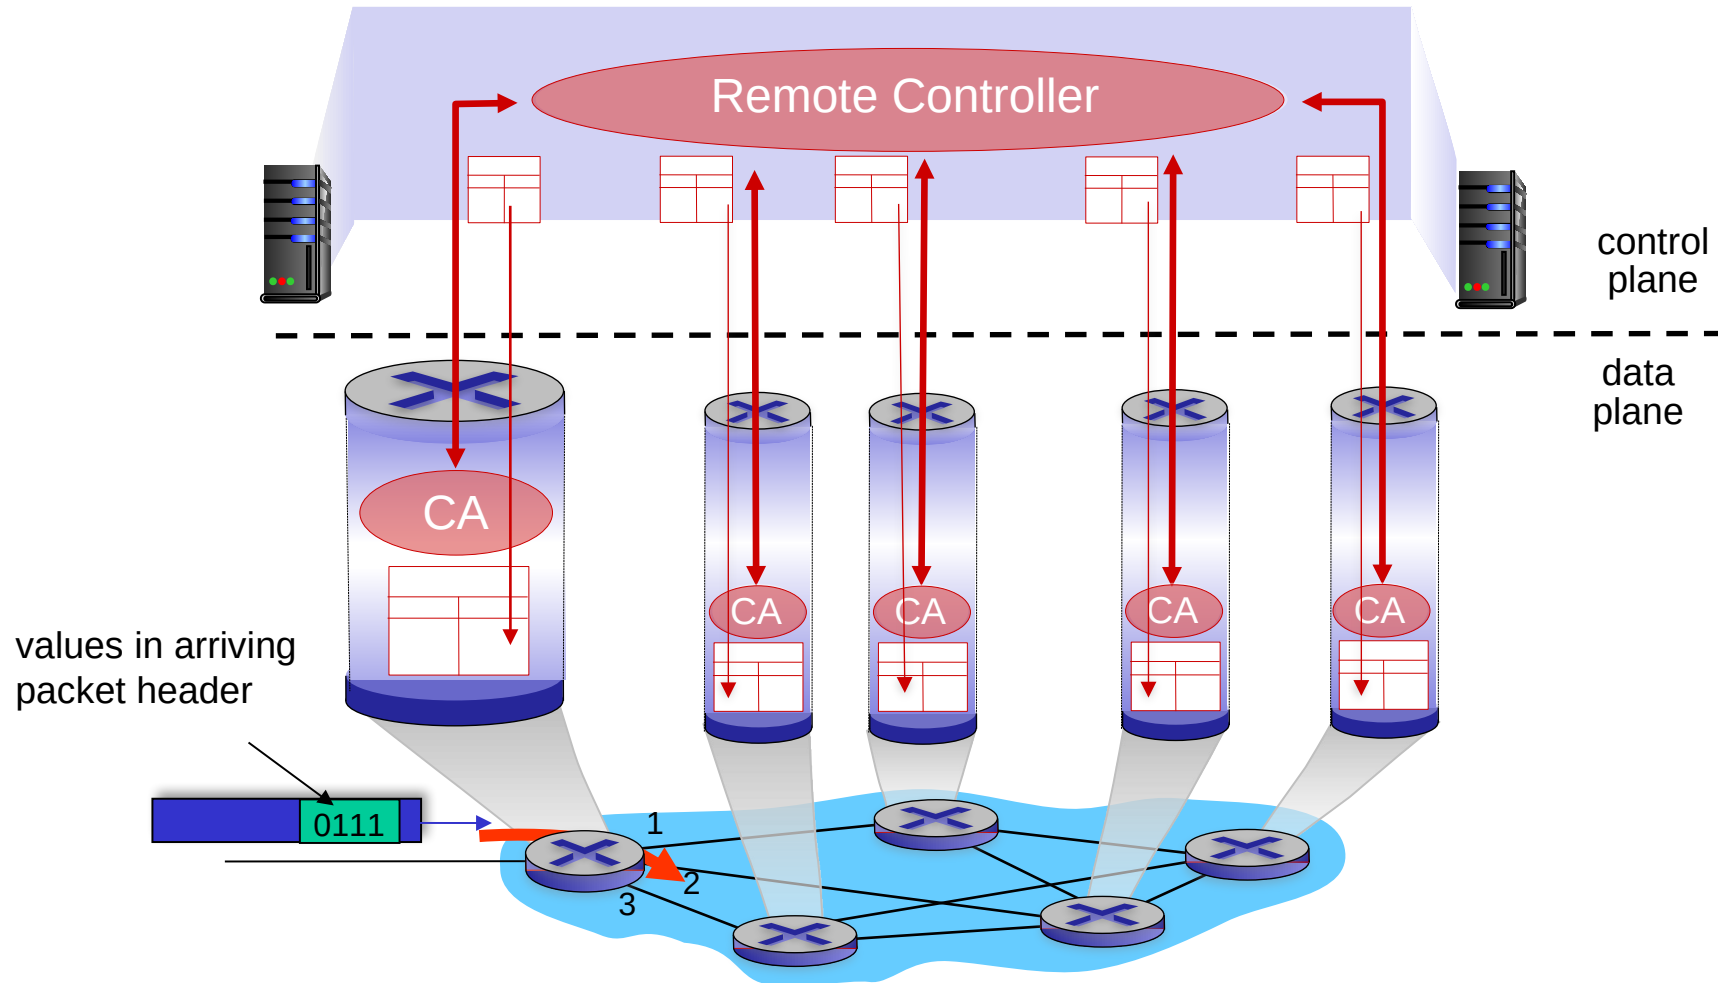 Remote Controller
control
plane
data
plane
CA
CA
CA
CA
CA
values in arriving
packet header
0111
1
2
3